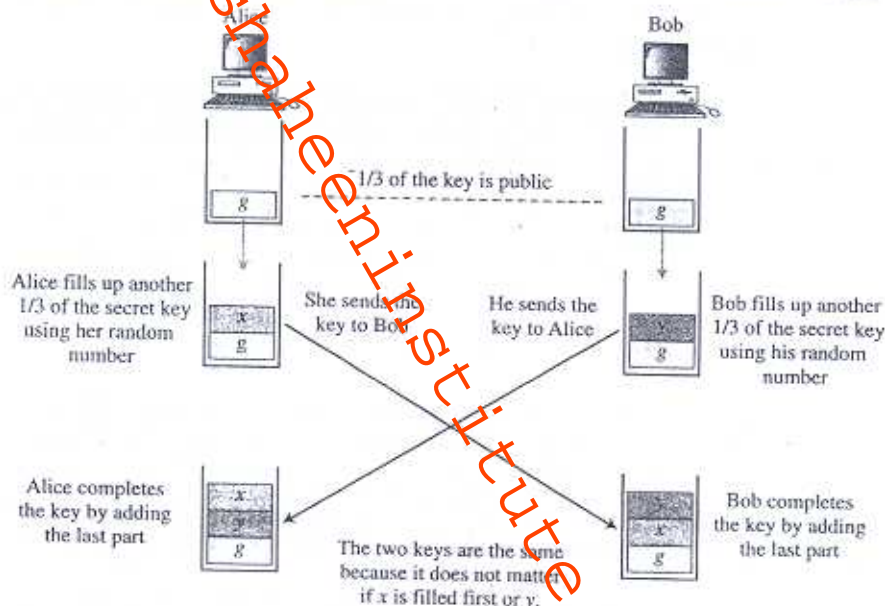 Alice
Bob
1/3 of the key is public
g
g
Alice fills up another
1/3 of the secret key
using her random
number
x
g
She sends the
key to Bob
He sends the
key to Alice
y
g
Bob fills up another
1/3 of the secret key
using his random
number
Alice completes
the key by adding
the last part
x
y
g
The two keys are the same
because it does not matter
if x is filled first or y.
x
g
Bob completes
the key by adding
the last part
shaheeninstitute